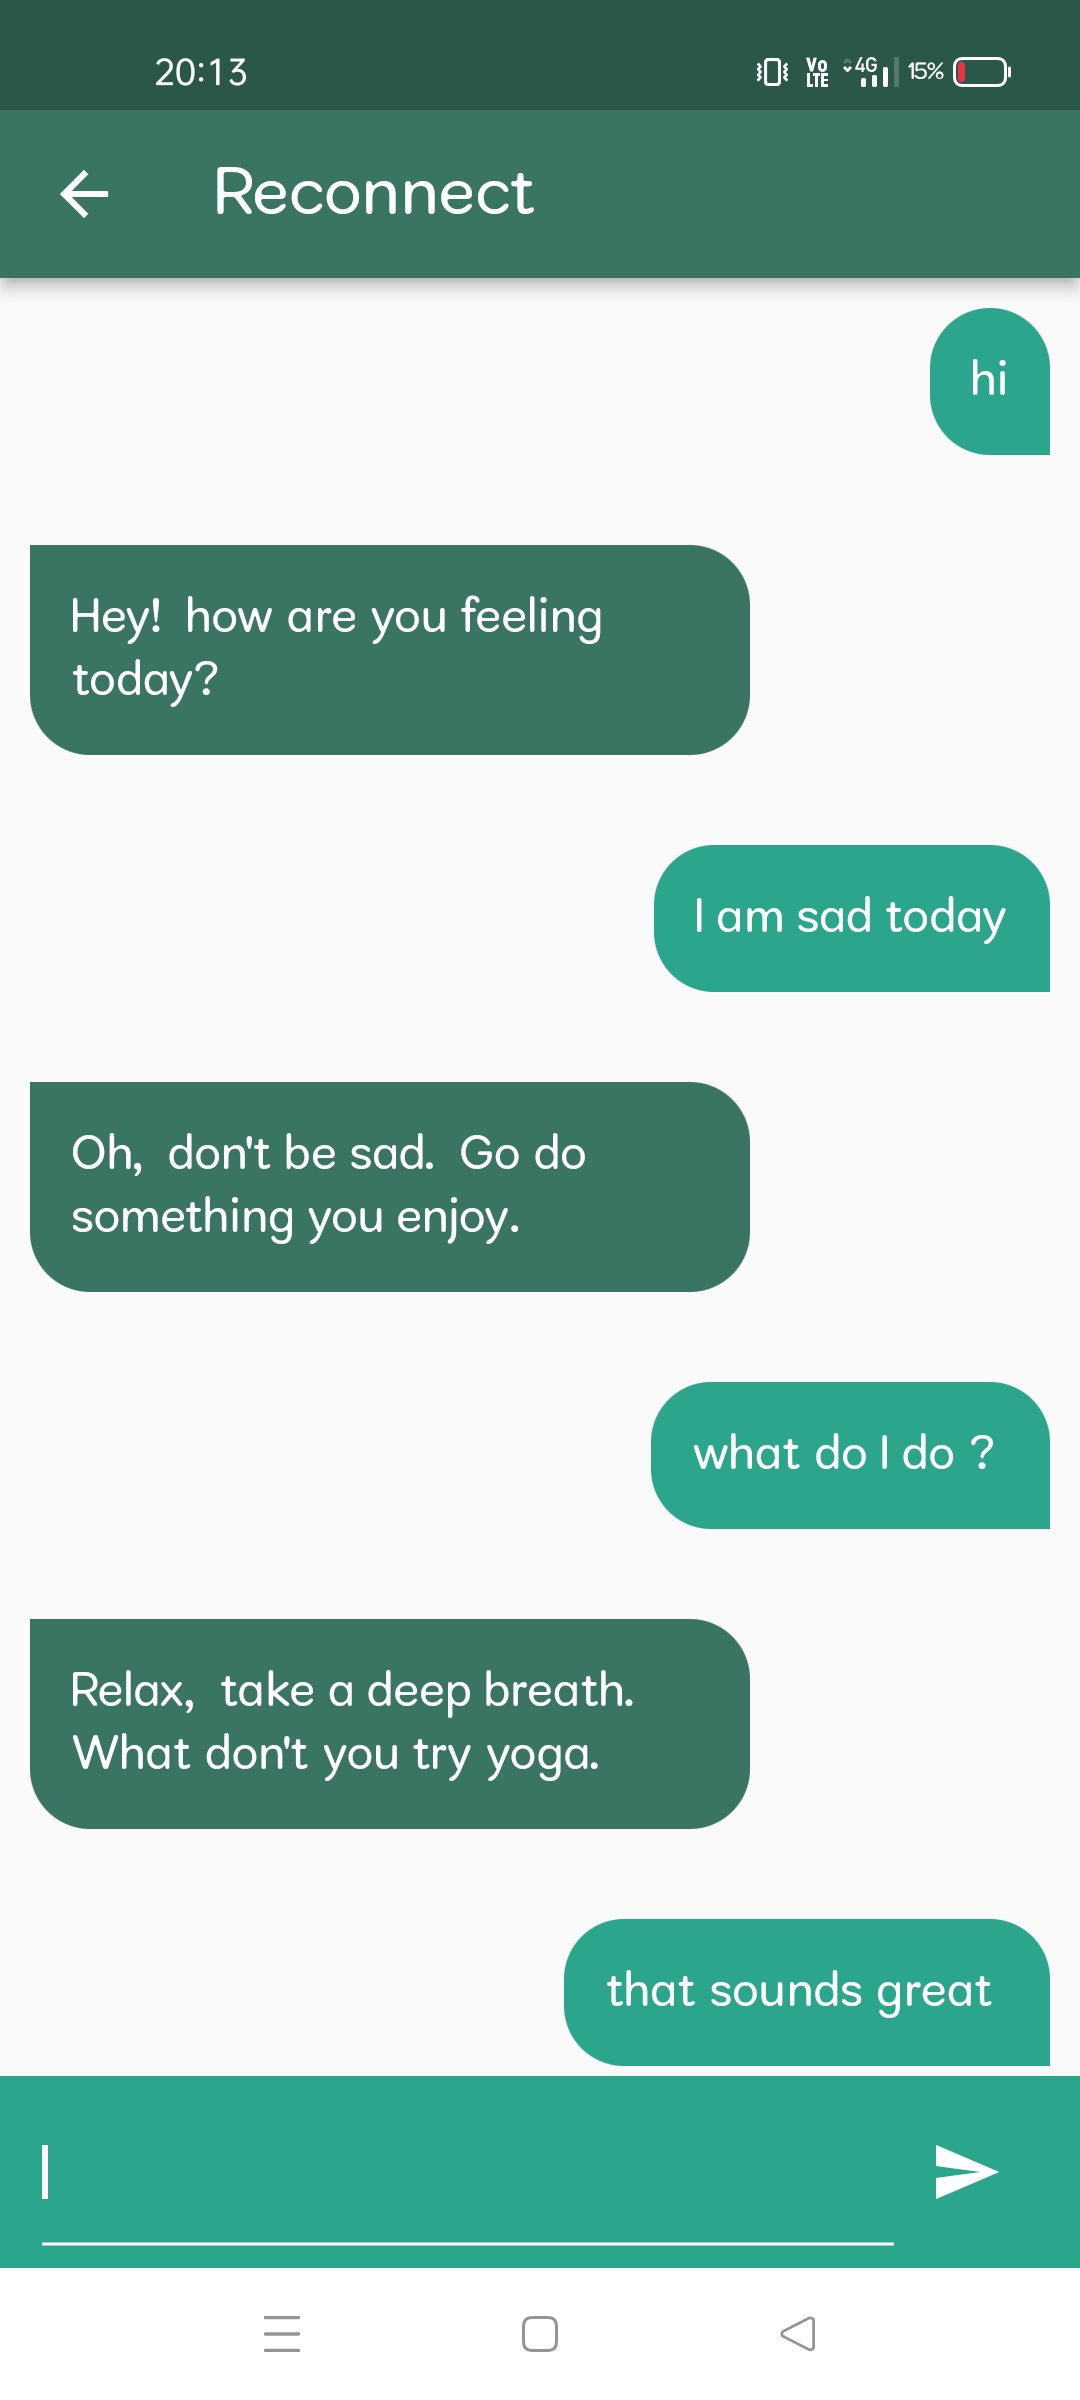 20:13
Vo LTE 4G 15%
Reconnect
hi
Hey! how are you feeling
today?
I am sad today
Oh, don't be sad. Go do
something you enjoy.
what do I do ?
Relax, take a deep breath.
What don't you try yoga.
that sounds great